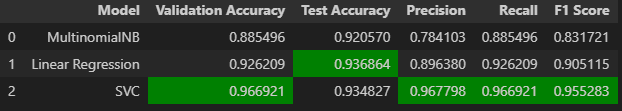 Model Validation Accuracy Test Accuracy Precision Recall F1 Score
0 MultinomialNB 0.885496 0.920570 0.784103 0.885496 0.831721
1 Linear Regression 0.926209 0.936864 0.896380 0.926209 0.905115
2 SVC 0.966921 0.934827 0.967798 0.966921 0.955283